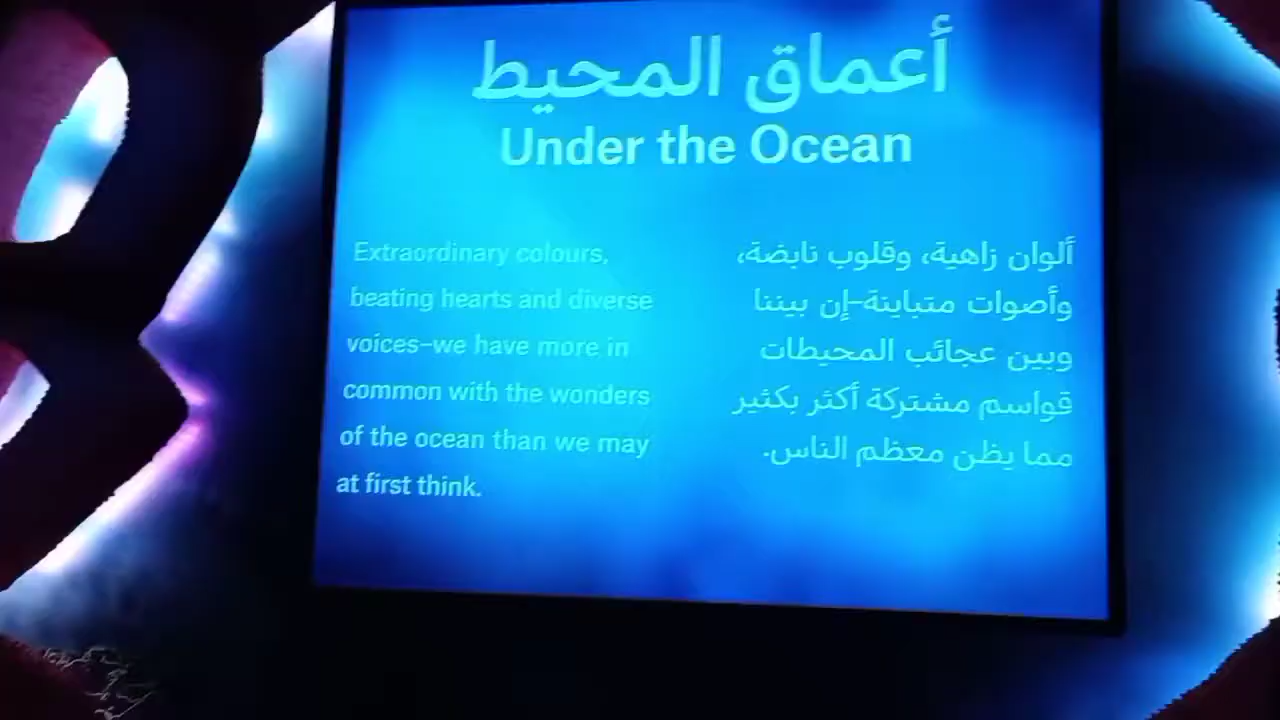 أعماق المحيط
Under the Ocean
Extraordinary colours,
beating hearts and diverse
voices–we have more in
common with the wonders
of the ocean than we may
at first think.
ألوان زاهية، وقلوب نابضة،
وأصوات متباينة–إن بيننا
وبين عجائب المحيطات
قواسم مشتركة أكثر بكثير
مما يظن معظم الناس.